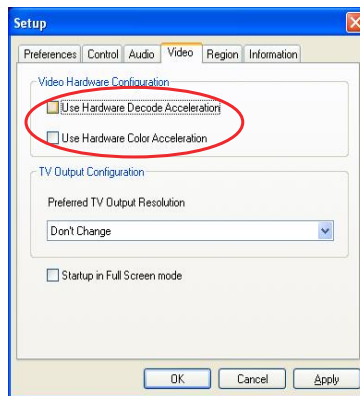 Setup
Preferences Control Audio Video Region Information
Video Hardware Configuration
Use Hardware Decode Acceleration
Use Hardware Color Acceleration
TV Output Configuration
Preferred TV Output Resolution
Don't Change
Startup in Full Screen mode
OK Cancel Apply